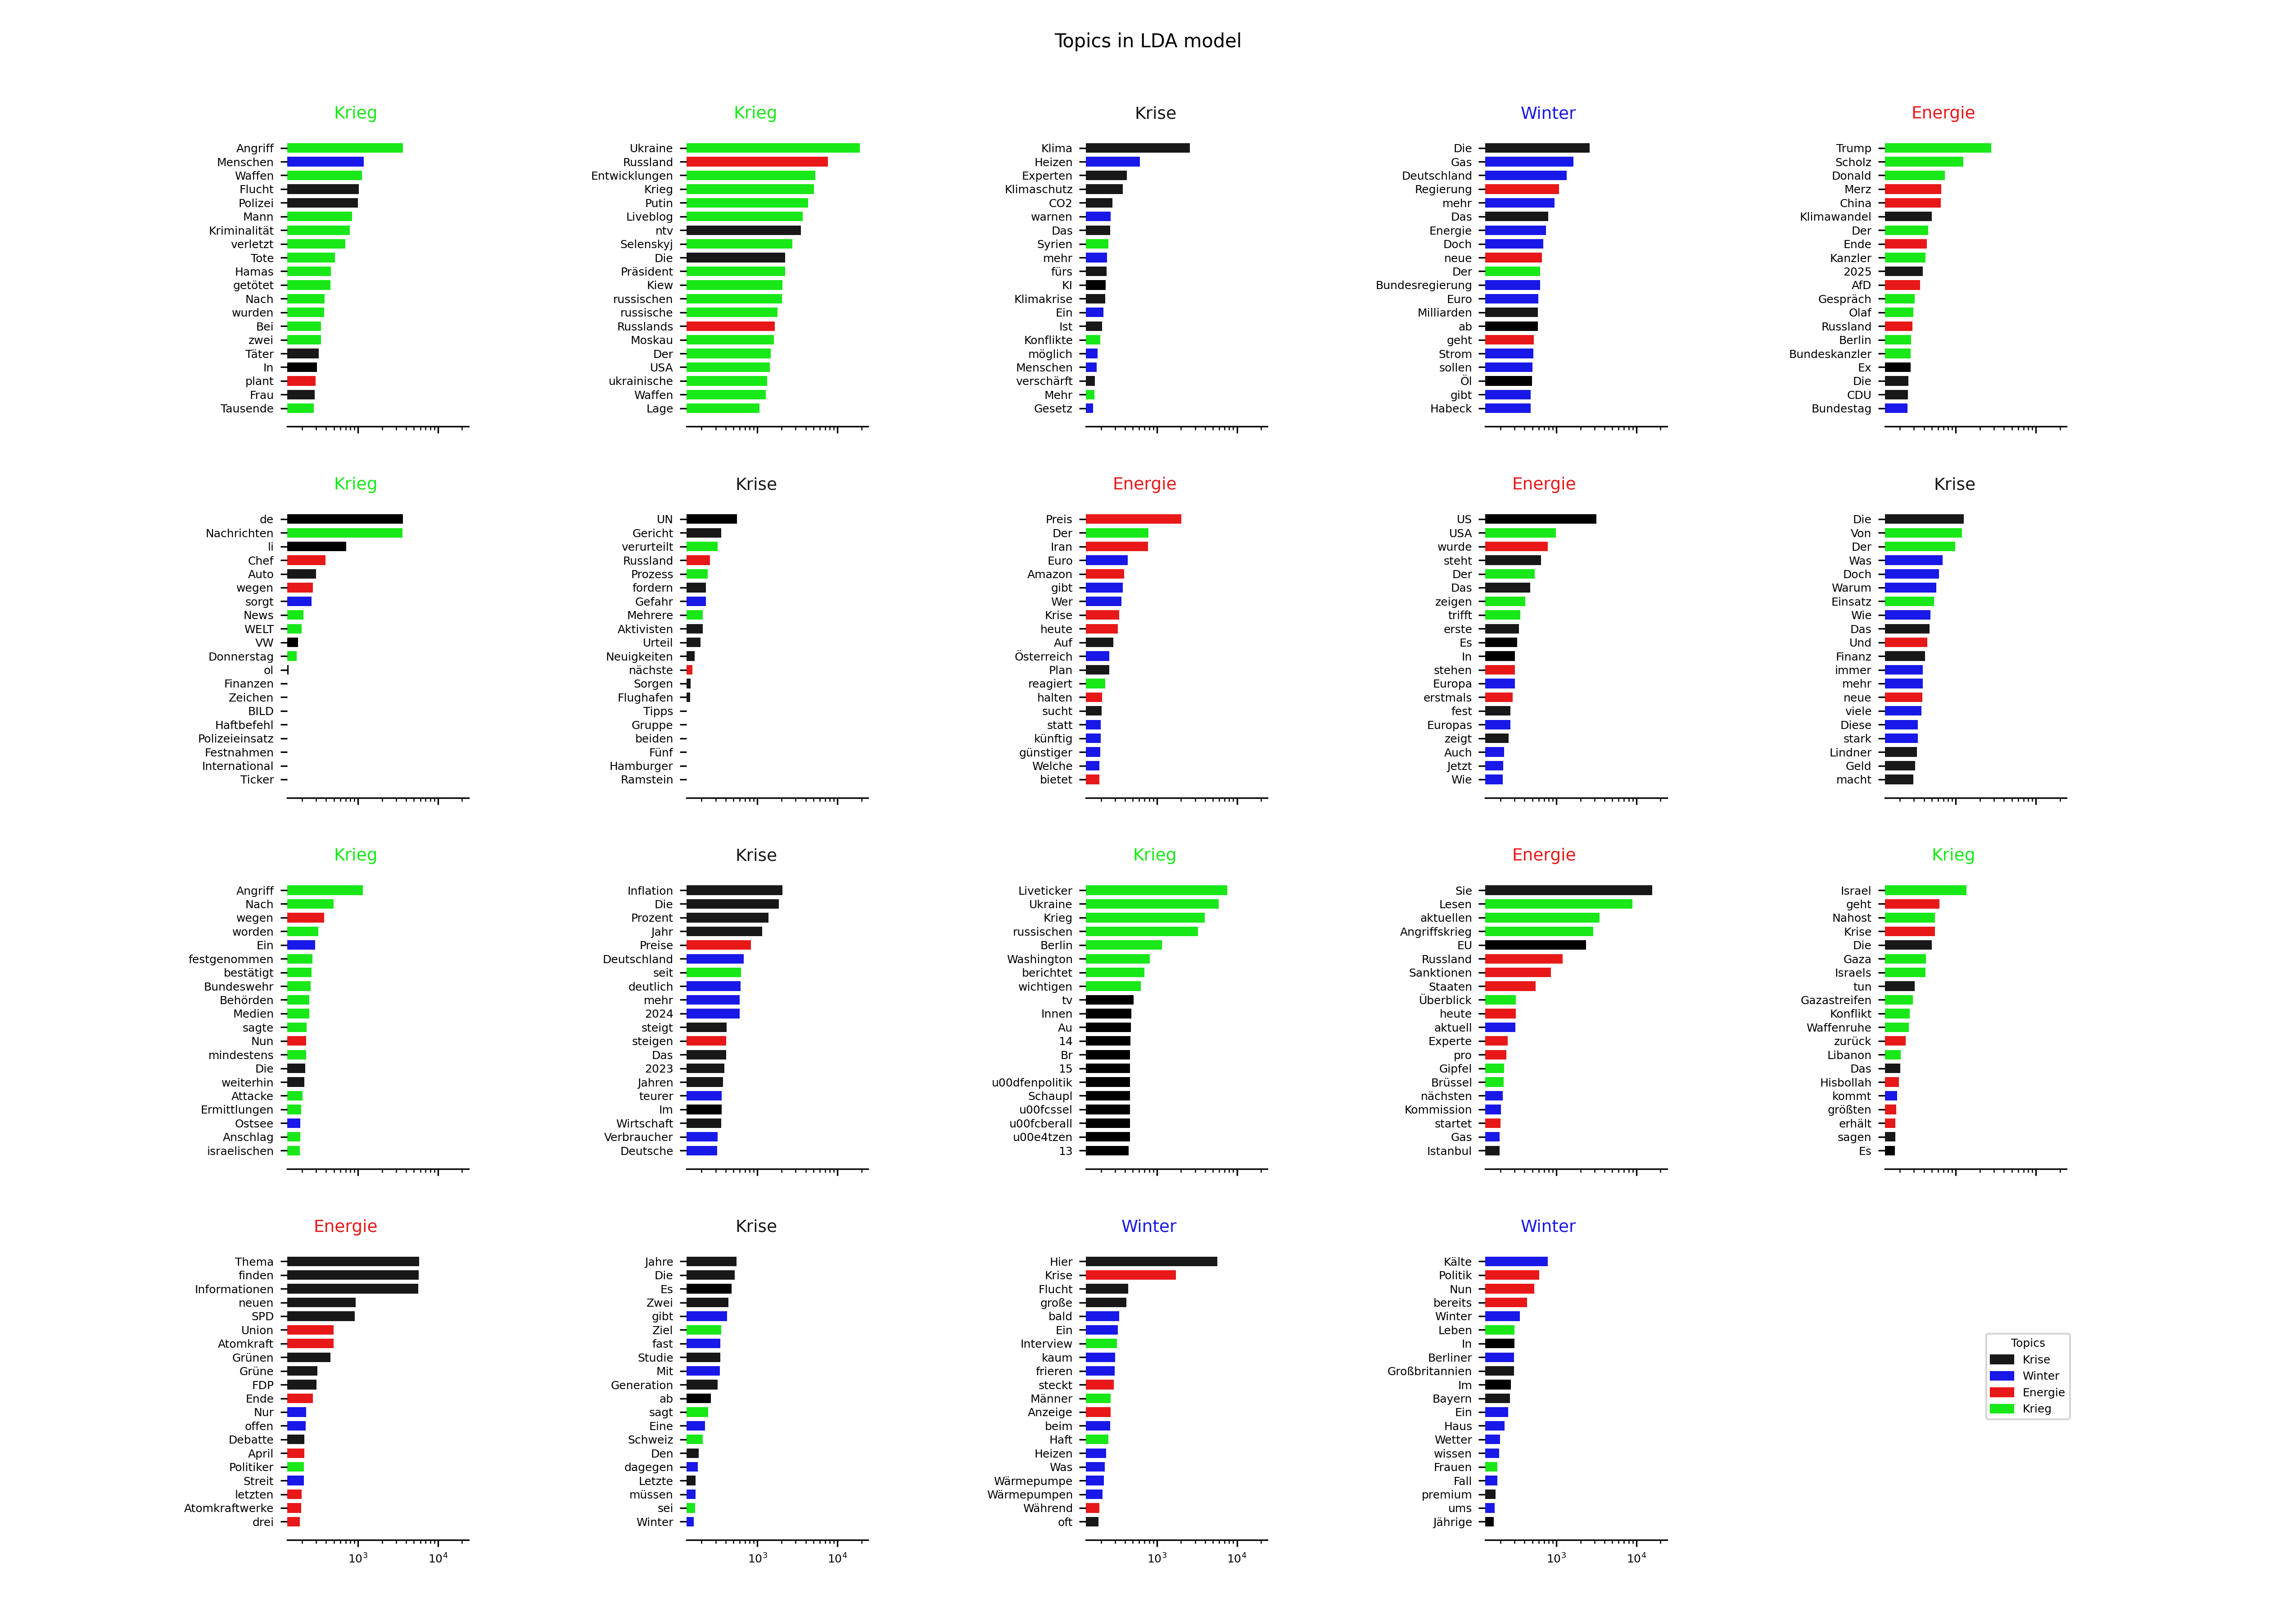 Topics in LDA model
Krieg
Angriff
Menschen
Waffen
Flucht
Polizei
Mann
Kriminalität
verletzt
Tote
Hamas
getötet
Nach
wurden
Bei
zwei
Täter
In
plant
Frau
Tausende
Krieg
Ukraine
Russland
Entwicklungen
Krieg
Putin
Liveblog
ntv
Selenskyj
Die
Präsident
Kiew
russischen
russische
Russlands
Moskau
Der
USA
ukrainische
Waffen
Lage
Krise
Klima
Heizen
Experten
Klimaschutz
CO2
warnen
Das
Syrien
mehr
fürs
KI
Klimakrise
Ein
Ist
Konflikte
möglich
Menschen
verschärft
Mehr
Gesetz
Winter
Die
Gas
Deutschland
Regierung
mehr
Das
Energie
Doch
neue
Der
Bundesregierung
Euro
Milliarden
ab
geht
Strom
sollen
Öl
gibt
Habeck
Energie
Trump
Scholz
Donald
Merz
China
Klimawandel
Der
Ende
Kanzler
2025
AfD
Gespräch
Olaf
Russland
Berlin
Bundeskanzler
Ex
Die
CDU
Bundestag
Krieg
de
Nachrichten
li
Chef
Auto
wegen
sorgt
News
WELT
VW
Donnerstag
ol
Finanzen
Zeichen
BILD
Haftbefehl
Polizeieinsatz
Festnahmen
International
Ticker
Krise
UN
Gericht
verurteilt
Russland
Prozess
fordern
Gefahr
Mehrere
Aktivisten
Urteil
Neuigkeiten
nächste
Sorgen
Flughafen
Tipps
Gruppe
beiden
Fünf
Hamburger
Ramstein
Energie
Preis
Der
Iran
Euro
Amazon
gibt
Wer
Krise
heute
Auf
Österreich
Plan
reagiert
halten
sucht
statt
künftig
günstiger
Welche
bietet
Energie
US
USA
wurde
steht
Der
Das
zeigen
trifft
erste
Es
In
stehen
Europa
erstmals
fest
Europas
zeigt
Auch
Jetzt
Wie
Krise
Die
Von
Der
Was
Doch
Warum
Einsatz
Wie
Das
Und
Finanz
immer
mehr
neue
viele
Diese
stark
Lindner
Geld
macht
Krieg
Angriff
Nach
wegen
worden
Ein
festgenommen
bestätigt
Bundeswehr
Behörden
Medien
sagte
Nun
mindestens
Die
weiterhin
Attacke
Ermittlungen
Ostsee
Anschlag
israelischen
Krise
Inflation
Die
Prozent
Jahr
Preise
Deutschland
seit
deutlich
mehr
2024
steigt
steigen
Das
2023
Jahren
teurer
Im
Wirtschaft
Verbraucher
Deutsche
Krieg
Liveticker
Ukraine
Krieg
russischen
Berlin
Washington
berichtet
wichtigen
tv
Innen
Au
14
Br
15
u00dfenpolitik
Schaupl
u00fcssel
u00fcberall
u00e4tzen
13
Energie
Sie
Lesen
aktuellen
Angriffskrieg
EU
Russland
Sanktionen
Staaten
Überblick
heute
aktuell
Experte
pro
Gipfel
Brüssel
nächsten
Kommission
startet
Gas
Istanbul
Krieg
Israel
geht
Nahost
Krise
Die
Gaza
Israels
tun
Gazastreifen
Konflikt
Waffenruhe
zurück
Libanon
Das
Hisbollah
kommt
größten
erhält
sagen
Es
Energie
Thema
finden
Informationen
neuen
SPD
Union
Atomkraft
Grünen
Grüne
FDP
Ende
Nur
offen
Debatte
April
Politiker
Streit
letzten
Atomkraftwerke
drei
10³ 10⁴
Krise
Jahre
Die
Es
Zwei
gibt
Ziel
fast
Studie
Mit
Generation
ab
sagt
Eine
Schweiz
Den
dagegen
Letzte
müssen
sei
Winter
10³ 10⁴
Winter
Hier
Krise
Flucht
große
bald
Ein
Interview
kaum
frieren
steckt
Männer
Anzeige
beim
Haft
Heizen
Was
Wärmepumpe
Wärmepumpen
Während
oft
10³ 10⁴
Winter
Kälte
Politik
Nun
bereits
Winter
Leben
In
Berliner
Großbritannien
Im
Bayern
Ein
Haus
Wetter
wissen
Frauen
Fall
premium
ums
Jährige
10³ 10⁴
Topics
Krise
Winter
Energie
Krieg